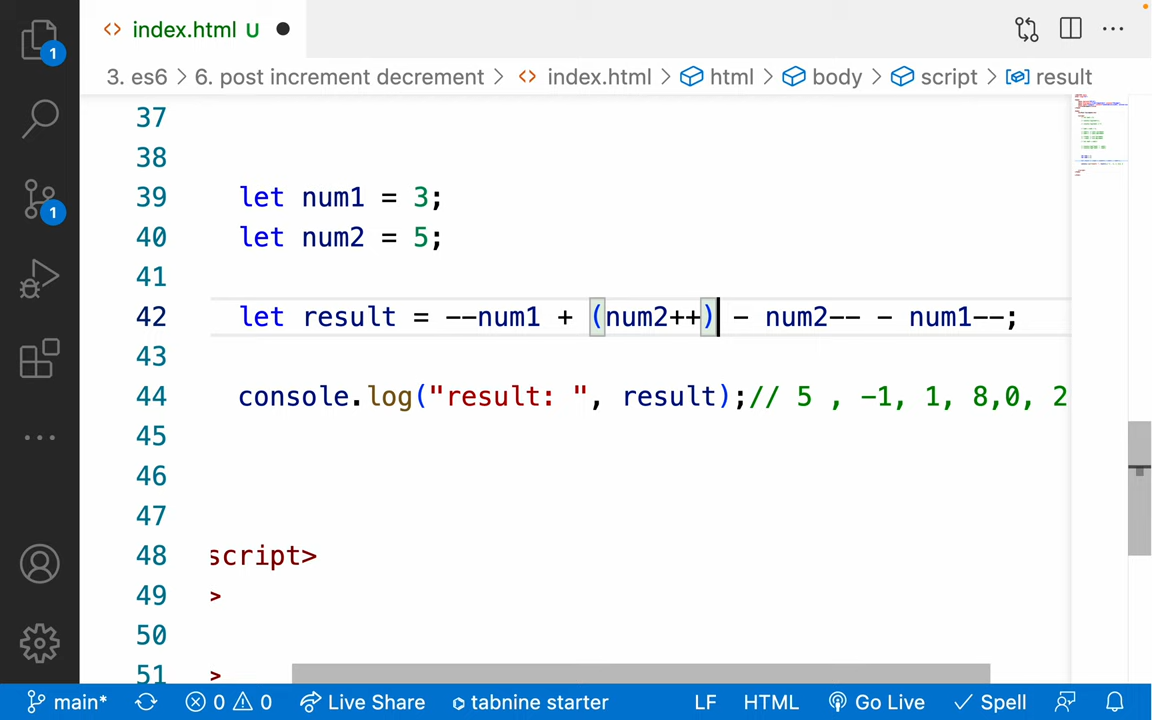 index.html U
3. es6 > 6. post increment decrement > index.html > html > body > script > result
1
1
37
38
39 let num1 = 3;
40 let num2 = 5;
41
42 let result = --num1 + (num2++) - num2-- - num1--;
43
44 console.log("result: ", result);// 5 , -1, 1, 8,0, 2
45
46
47
48 script>
49 >
50
51 >
main* 0 0 Live Share tabnine starter LF HTML Go Live Spell